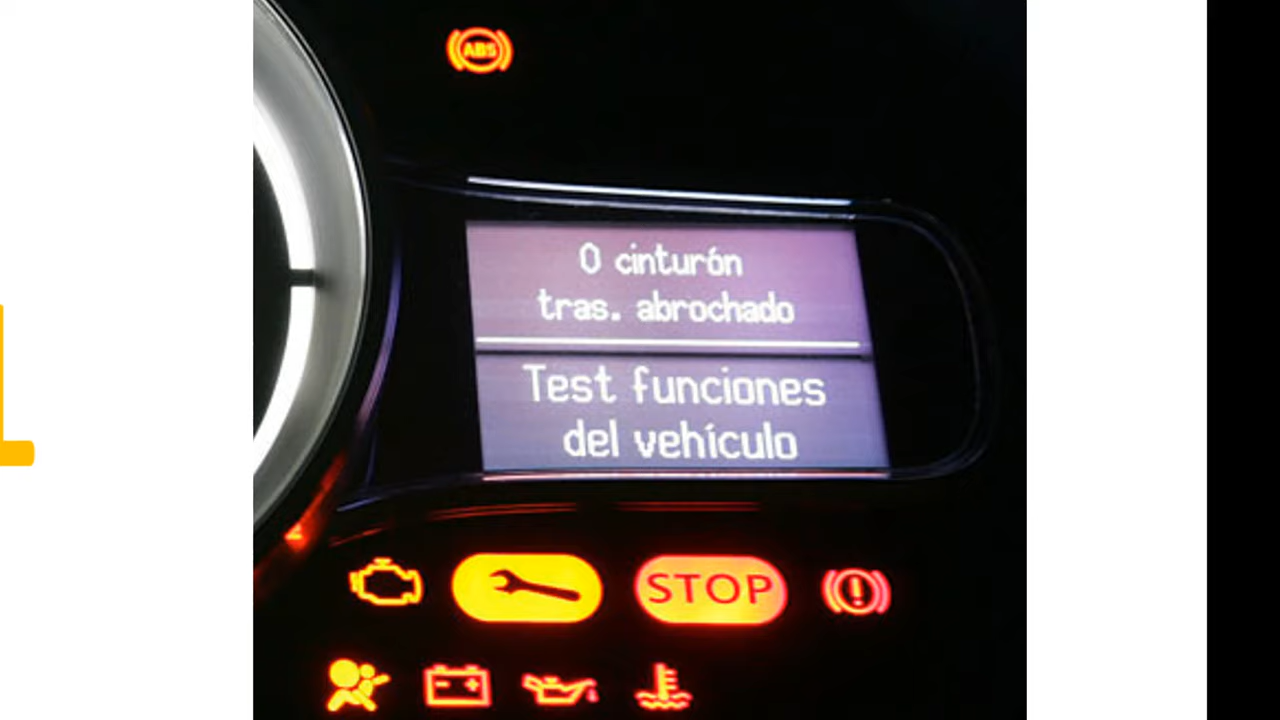 ABS
0 cinturón
tras. abrochado
Test funciones
del vehículo
STOP